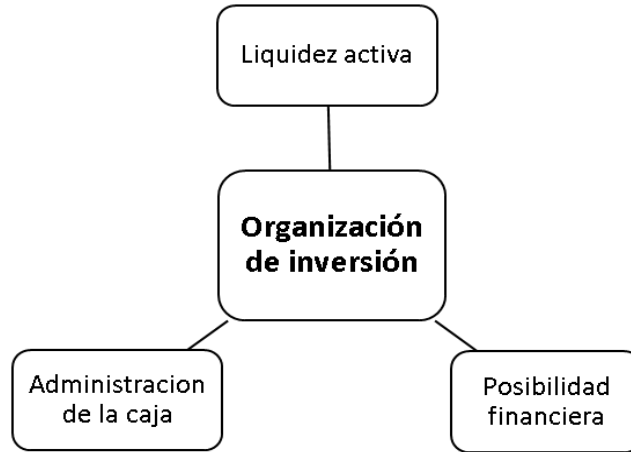 Liquidez activa
Organización
de inversión
Administracion
de la caja
Posibilidad
financiera